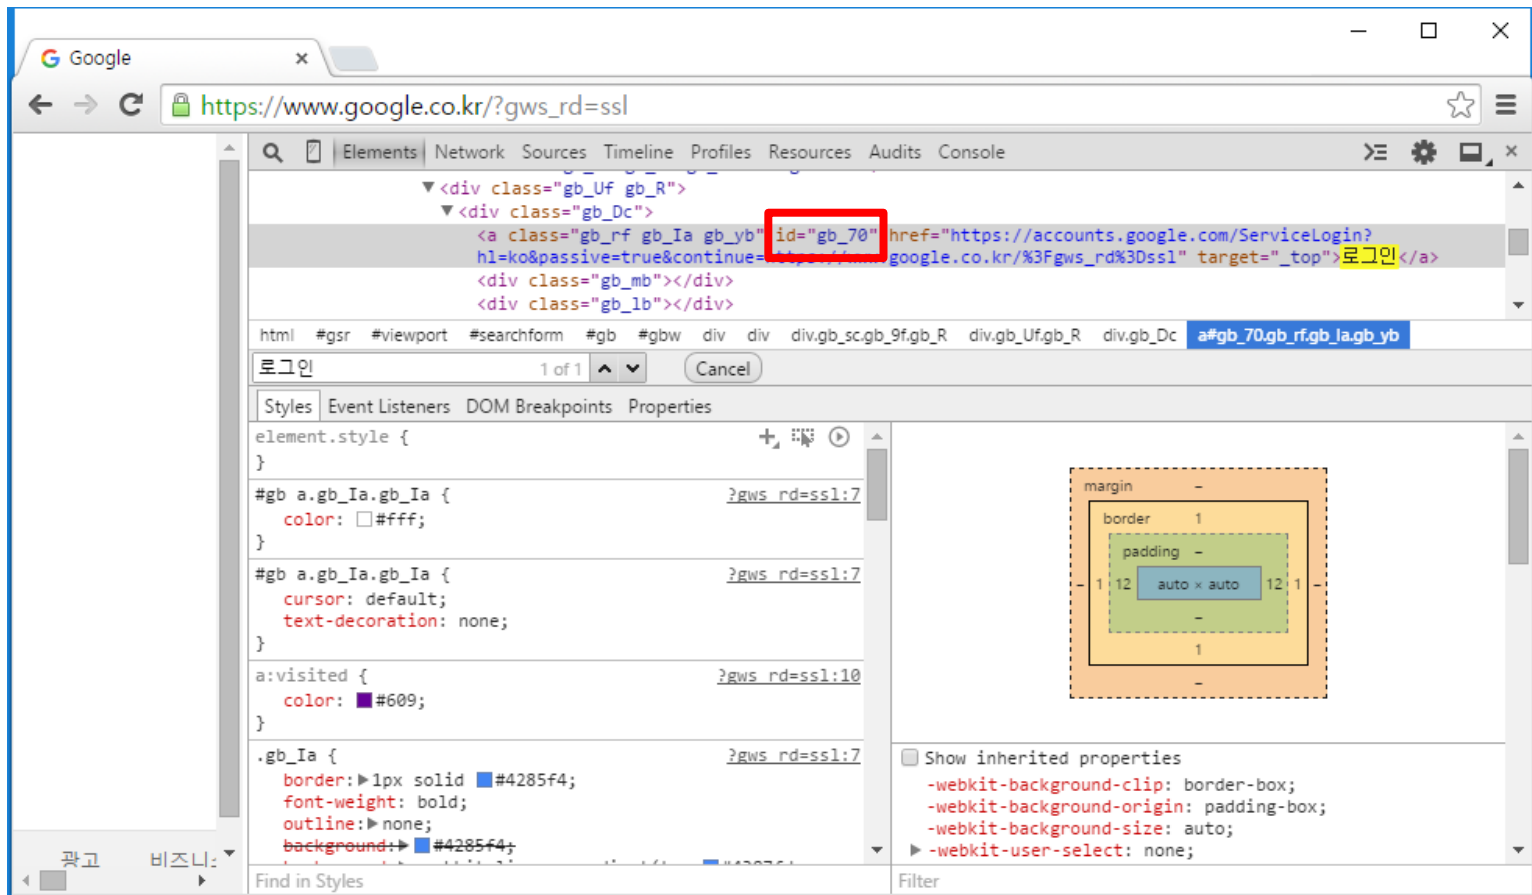 Google
https://www.google.co.kr/?gws_rd=ssl
Elements Network Sources Timeline Profiles Resources Audits Console
<div class="gb_Uf gb_R">
<div class="gb_Dc">
<a class="gb_rf gb_Ia gb_yb" id="gb_70" href="https://accounts.google.com/ServiceLogin?
hl=ko&passive=true&continue=https://www.google.co.kr/%3Fgws_rd%3Dssl" target="_top">로그인</a>
<div class="gb_mb"></div>
<div class="gb_lb"></div>
html #gsr #viewport #searchform #gb #gbw div div div.gb_sc.gb_9f.gb_R div.gb_Uf.gb_R div.gb_Dc a#gb_70.gb_rf.gb_Ia.gb_yb
로그인 1 of 1 Cancel
Styles Event Listeners DOM Breakpoints Properties
element.style {
}
#gb a.gb_Ia.gb_Ia { ?gws_rd=ssl:7
color: #fff;
}
#gb a.gb_Ia.gb_Ia { ?gws_rd=ssl:7
cursor: default;
text-decoration: none;
}
a:visited { ?gws_rd=ssl:10
color: #609;
}
.gb_Ia { ?gws_rd=ssl:7
border: 1px solid #4285f4;
font-weight: bold;
outline: none;
background: #4285f4;
Find in Styles
margin –
border 1
padding –
– 1 12 auto × auto 12 1 –
–
1
–
Show inherited properties
-webkit-background-clip: border-box;
-webkit-background-origin: padding-box;
-webkit-background-size: auto;
-webkit-user-select: none;
Filter
광고